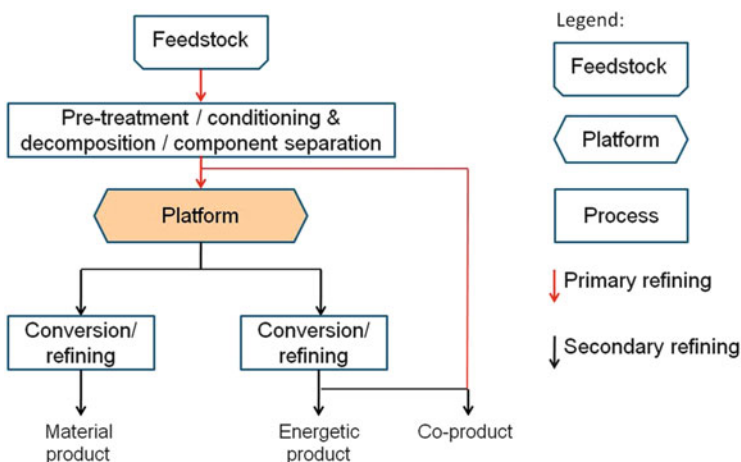 Legend:
Feedstock
Pre-treatment / conditioning &
decomposition / component separation
Platform
Conversion/
refining
Conversion/
refining
Material
product
Energetic
product
Co-product
Feedstock
Platform
Process
Primary refining
Secondary refining